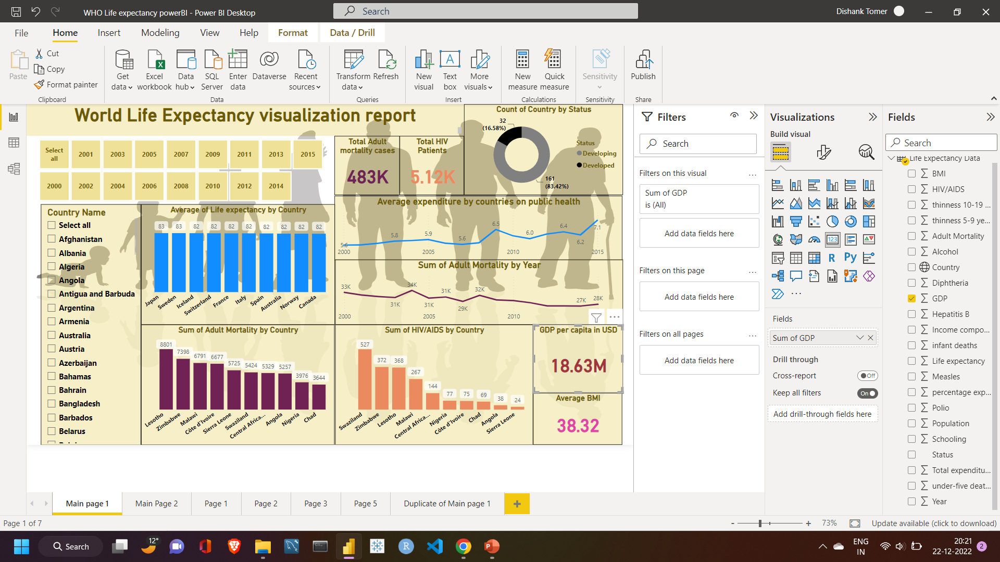 WHO Life expectancy powerBI - Power BI Desktop
Search
Dishank Tomer
File
Home
Insert
Modeling
View
Help
Format
Data / Drill
Paste
Cut
Copy
Format painter
Clipboard
Get data
Excel workbook
Data hub
SQL Server
Enter data
Dataverse
Recent sources
Data
Transform data
Refresh
Queries
New visual
Text box
More visuals
Insert
New measure
Quick measure
Calculations
Sensitivity
Sensitivity
Publish
Share
World Life Expectancy visualization report
Select all
2001
2003
2005
2007
2009
2011
2013
2015
2000
2002
2004
2006
2008
2010
2012
2014
Total Adult mortality cases
483K
Total HIV Patients
5.12K
Count of Country by Status
32
(16.58%)
161
(83.42%)
Status
Developing
Developed
Country Name
Select all
Afghanistan
Albania
Algeria
Angola
Antigua and Barbuda
Argentina
Armenia
Australia
Austria
Azerbaijan
Bahamas
Bahrain
Bangladesh
Barbados
Belarus
Average of Life expectancy by Country
83 83 82 82 82 82 82 82 82 82
Japan Sweden Iceland Switzerland France Italy Spain Australia Norway Canada
Average expenditure by countries on public health
5.6 5.8 5.9 5.6 6.5 6.0 6.4 6.2 7.1
2000 2005 2010 2015
Sum of Adult Mortality by Year
33K 31K 34K 31K 31K 29K 32K 27K 28K
2000 2005 2010
Sum of Adult Mortality by Country
8801 7398 6791 6677 5725 5424 5329 5257 3976 3644
Lesotho Zimbabwe Malawi Côte d'Ivoire Sierra Leone Swaziland Central Africa... Angola Nigeria Chad
Sum of HIV/AIDS by Country
527 372 368 267 144 77 75 69 38 24
Swaziland Zimbabwe Lesotho Malawi Central Africa... Nigeria Côte d'Ivoire Chad Angola Sierra Leone
GDP per capita in USD
18.63M
Average BMI
38.32
Filters
Search
Filters on this visual
...
Sum of GDP
is (All)
Add data fields here
Filters on this page
...
Add data fields here
Filters on all pages
...
Add data fields here
Visualizations
Build visual
123
R
Py
...
Fields
Sum of GDP
Drill through
Cross-report
Off
Keep all filters
On
Add drill-through fields here
Fields
Search
Life Expectancy Data
BMI
HIV/AIDS
thinness 10-19 ...
thinness 5-9 ye...
Adult Mortality
Alcohol
Country
Diphtheria
GDP
Hepatitis B
Income compo...
infant deaths
Life expectancy
Measles
percentage exp...
Polio
Population
Schooling
Status
Total expenditu...
under-five deat...
Year
Main page 1
Main Page 2
Page 1
Page 2
Page 3
Page 5
Duplicate of Main page 1
Page 1 of 7
73%
Update available (click to download)
Search
12°
ENG
IN
20:21
22-12-2022
2